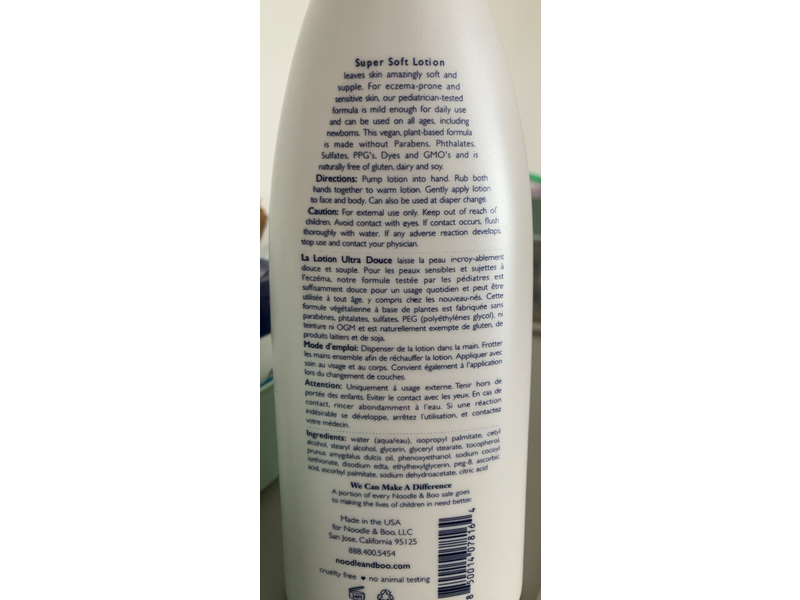 Super Soft Lotion
leaves skin amazingly soft and
supple. For eczema-prone and
sensitive skin, our pediatrician-tested
formula is mild enough for daily use
and can be used on all ages, including
newborns. This vegan, plant-based formula
is made without Parabens, Phthalates,
Sulfates, PPG's, Dyes and GMO's and is
naturally free of gluten, dairy and soy.
Directions: Pump lotion into hand. Rub both
hands together to warm lotion. Gently apply lotion
to face and body. Can also be used at diaper change.
Caution: For external use only. Keep out of reach of
children. Avoid contact with eyes. If contact occurs, flush
thoroughly with water. If any adverse reaction develops,
stop use and contact your physician.
La Lotion Ultra Douce laisse la peau incroy-ablement
douce et souple. Pour les peaux sensibles et sujettes à
l'eczéma, notre formule testée par les pédiatres est
suffisamment douce pour un usage quotidien et peut être
utilisée à tout âge, y compris chez les nouveau-nés. Cette
formule végétalienne à base de plantes est fabriquée sans
parabènes, phtalates, sulfates, PEG (polyéthylènes glycol), ni
teinture ni OGM et est naturellement exempte de gluten, de
produits laitiers et de soja.
Mode d'emploi: Dispenser de la lotion dans la main. Frotter
les mains ensemble afin de réchauffer la lotion. Appliquer avec
soin au visage et au corps. Convient également à l'application
lors du changement de couches.
Attention: Uniquement à usage externe. Tenir hors de
portée des enfants. Eviter le contact avec les yeux. En cas de
contact, rincer abondamment à l'eau. Si une réaction
indésirable se développe, arrêtez l'utilisation, et contactez
votre médecin.
Ingredients: water (aqua/eau), isopropyl palmitate, cetyl
alcohol, stearyl alcohol, glycerin, glyceryl stearate, tocopherol,
prunus amygdalus dulcis oil, phenoxyethanol, sodium cocoyl
isethionate, disodium edta, ethylhexylglycerin, peg-8, ascorbic
acid, ascorbyl palmitate, sodium dehydroacetate, citric acid
We Can Make A Difference
A portion of every Noodle & Boo sale goes
to making the lives of children in need better.
Made in the USA
for Noodle & Boo, LLC
San Jose, California 95125
888.400.5454
noodleandboo.com
cruelty free ♥ no animal testing
24M
8 50014 07816 4